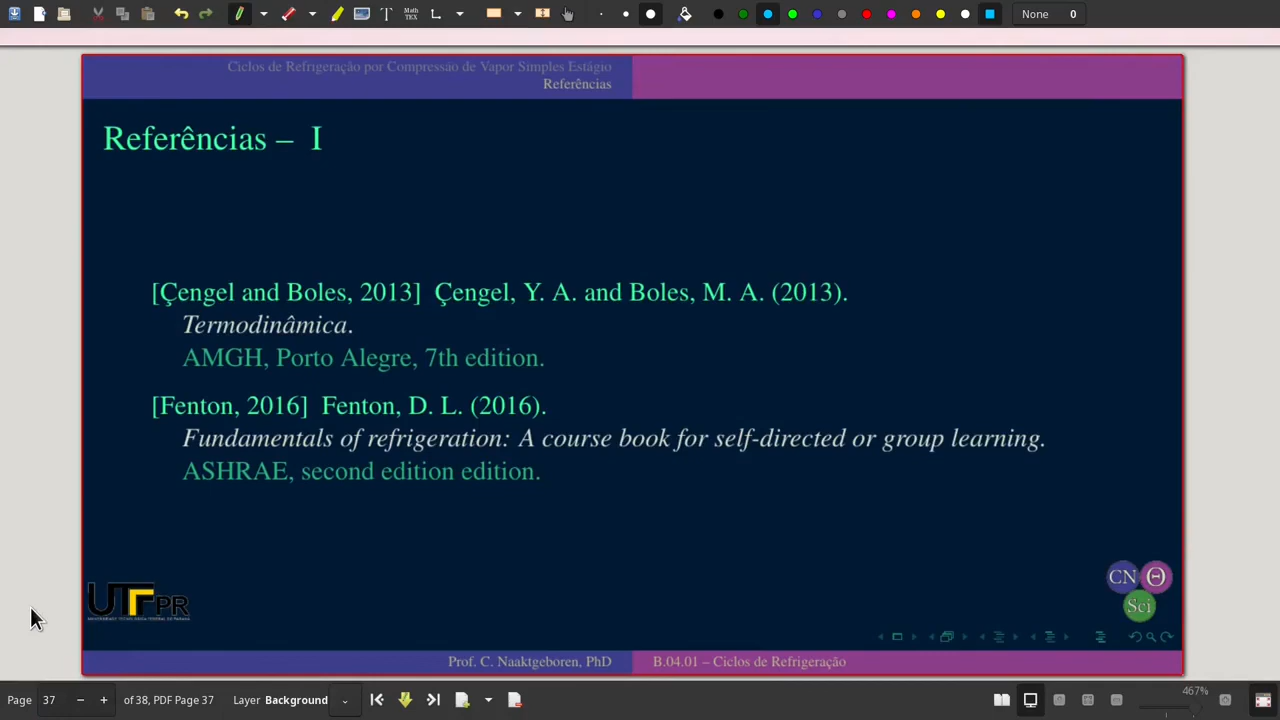 Math
TEX
None 0
Ciclos de Refrigeração por Compressão de Vapor Simples Estágio
Referências
Referências – I
[Çengel and Boles, 2013] Çengel, Y. A. and Boles, M. A. (2013).
Termodinâmica.
AMGH, Porto Alegre, 7th edition.
[Fenton, 2016] Fenton, D. L. (2016).
Fundamentals of refrigeration: A course book for self-directed or group learning.
ASHRAE, second edition edition.
CN Θ
Sci
UTFPR
Prof. C. Naaktgeboren, PhD B.04.01 – Ciclos de Refrigeração
Page 37 − + of 38, PDF Page 37 Layer Background 467%